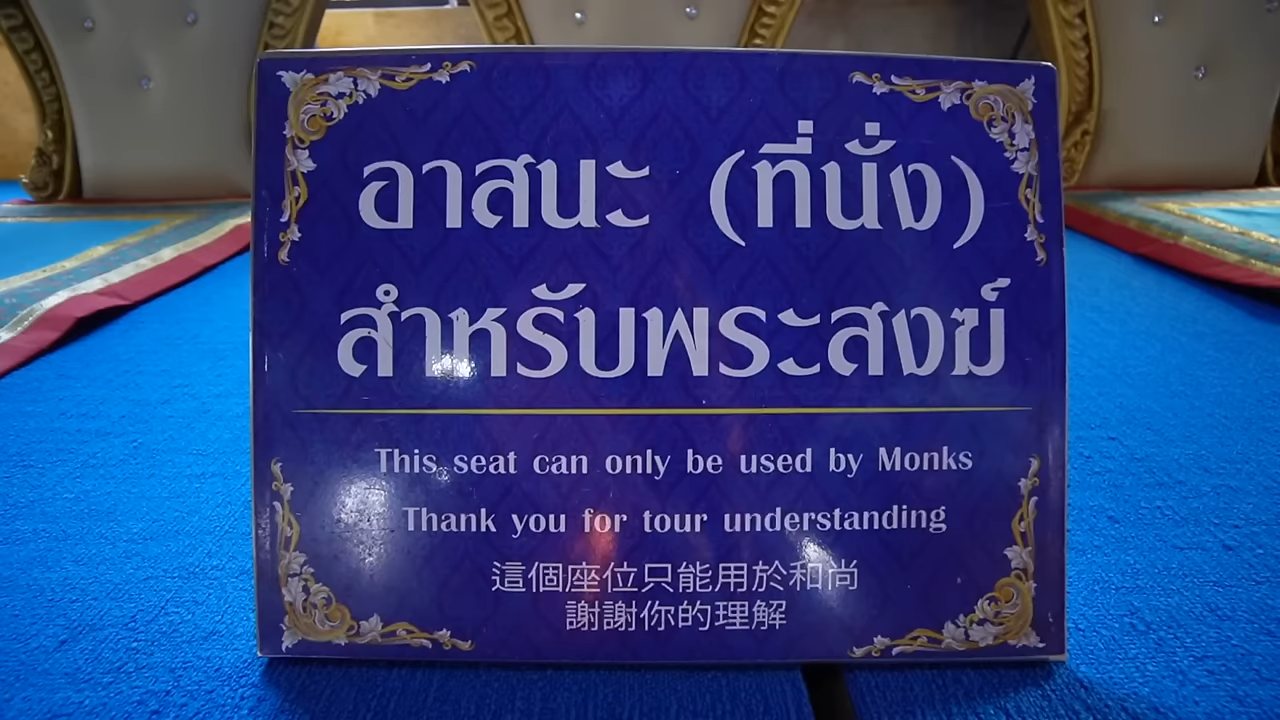 อาสนะ (ที่นั่ง)
สำหรับพระสงฆ์
This seat can only be used by Monks
Thank you for tour understanding
這個座位只能用於和尚
謝謝你的理解